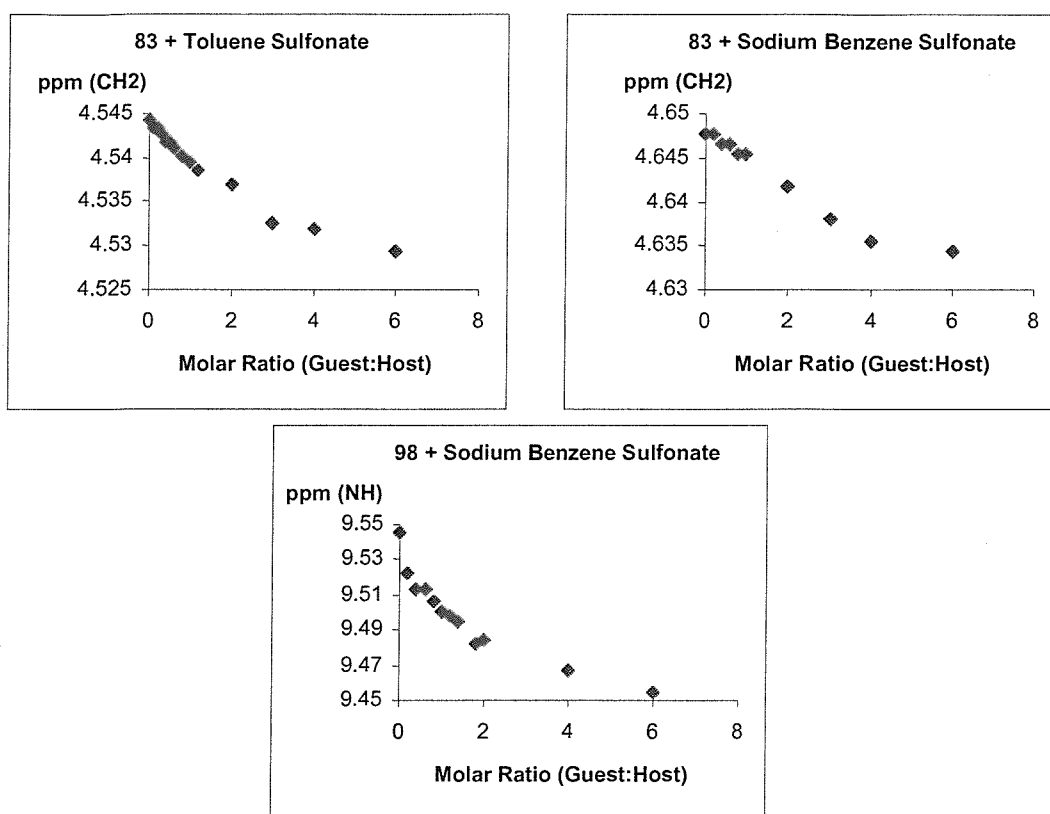 83 + Toluene Sulfonate
ppm (CH2)
4.545
4.54
4.535
4.53
4.525
0 2 4 6 8
Molar Ratio (Guest:Host)
83 + Sodium Benzene Sulfonate
ppm (CH2)
4.65
4.645
4.64
4.635
4.63
0 2 4 6 8
Molar Ratio (Guest:Host)
98 + Sodium Benzene Sulfonate
ppm (NH)
9.55
9.53
9.51
9.49
9.47
9.45
0 2 4 6 8
Molar Ratio (Guest:Host)